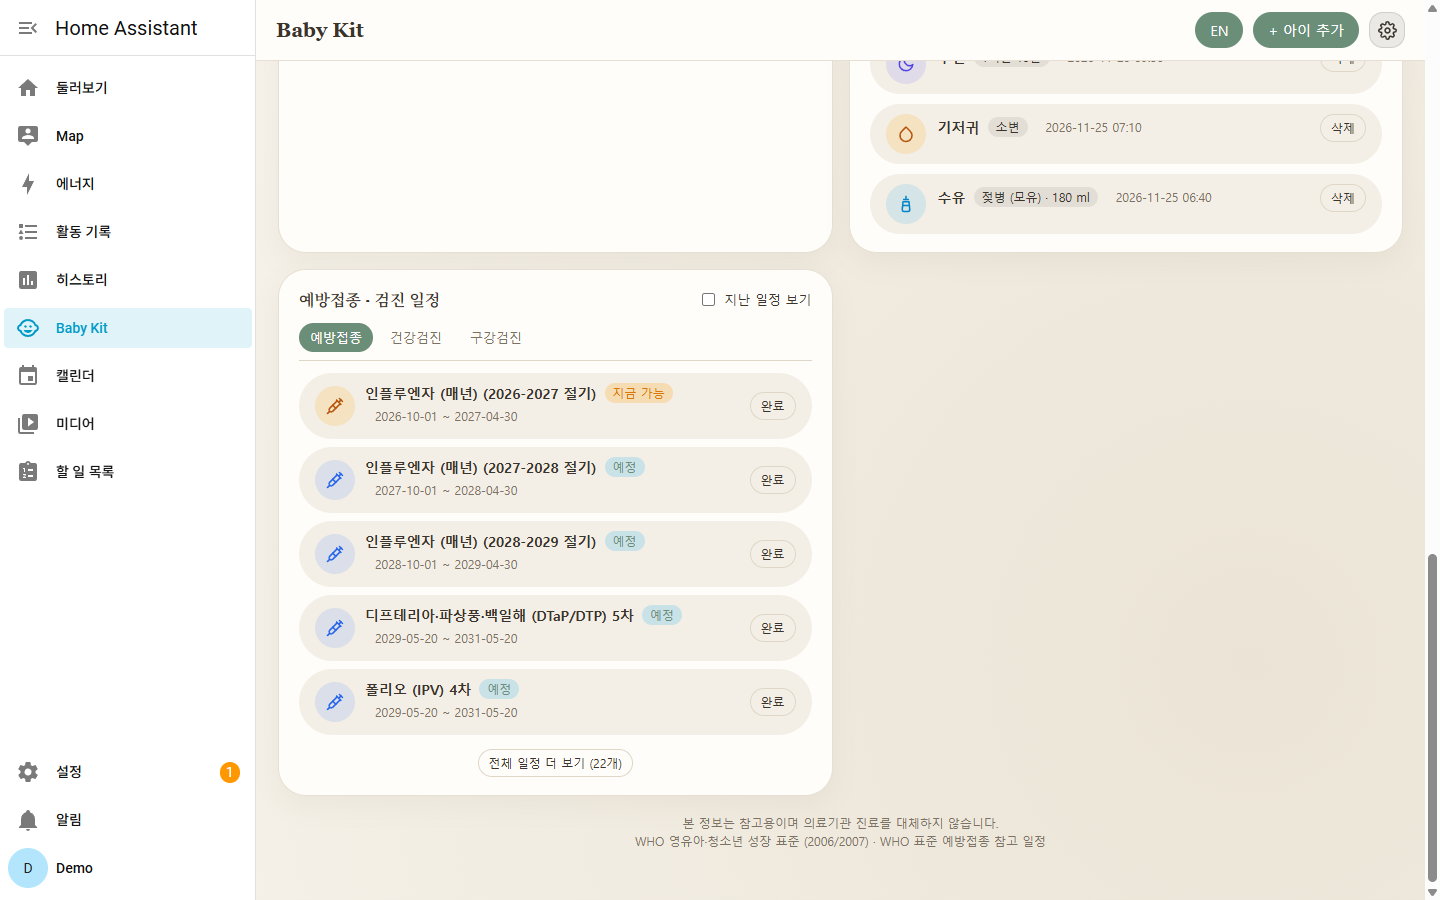 Home Assistant
둘러보기
Map
에너지
활동 기록
히스토리
Baby Kit
캘린더
미디어
할 일 목록
설정
1
알림
D
Demo
Baby Kit
EN
+ 아이 추가
기저귀 소변 2026-11-25 07:10 삭제
수유 젖병 (모유) · 180 ml 2026-11-25 06:40 삭제
예방접종 · 검진 일정
지난 일정 보기
예방접종 건강검진 구강검진
인플루엔자 (매년) (2026-2027 절기) 지금 가능
2026-10-01 ~ 2027-04-30
완료
인플루엔자 (매년) (2027-2028 절기) 예정
2027-10-01 ~ 2028-04-30
완료
인플루엔자 (매년) (2028-2029 절기) 예정
2028-10-01 ~ 2029-04-30
완료
디프테리아·파상풍·백일해 (DTaP/DTP) 5차 예정
2029-05-20 ~ 2031-05-20
완료
폴리오 (IPV) 4차 예정
2029-05-20 ~ 2031-05-20
완료
전체 일정 더 보기 (22개)
본 정보는 참고용이며 의료기관 진료를 대체하지 않습니다.
WHO 영유아·청소년 성장 표준 (2006/2007) · WHO 표준 예방접종 참고 일정